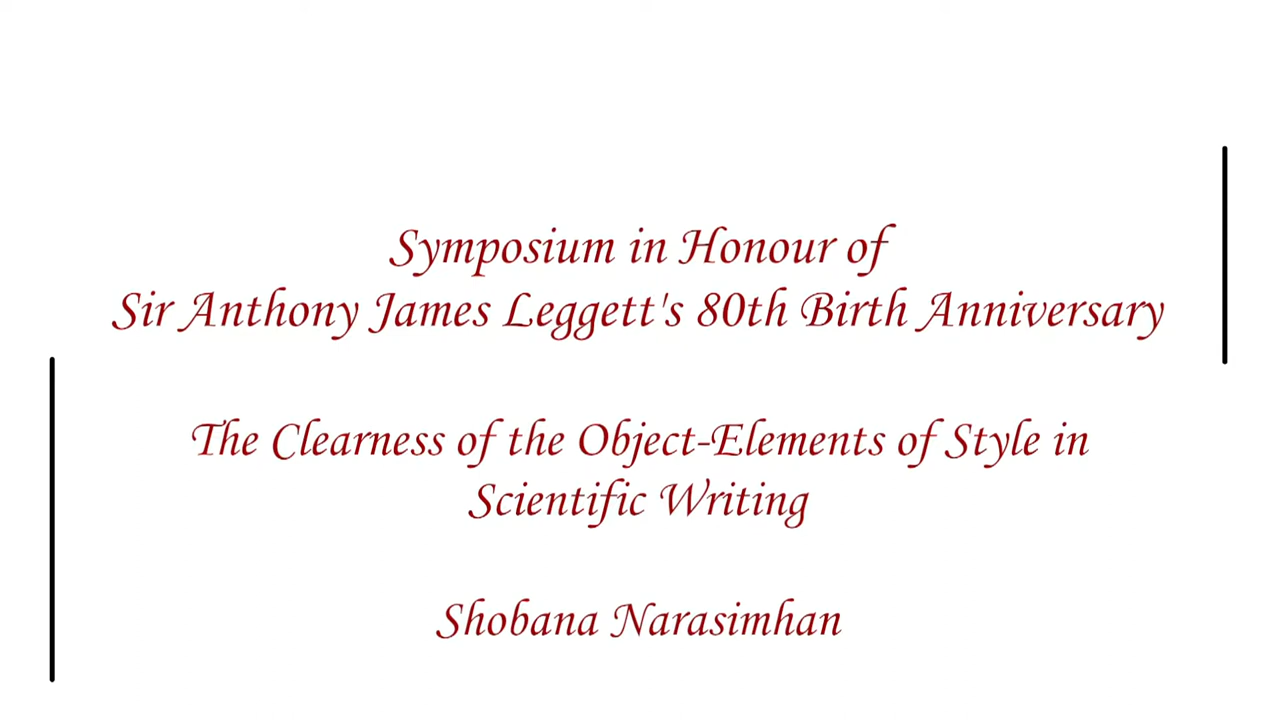 Symposium in Honour of
Sir Anthony James Leggett's 80th Birth Anniversary
The Clearness of the Object-Elements of Style in
Scientific Writing
Shobana Narasimhan